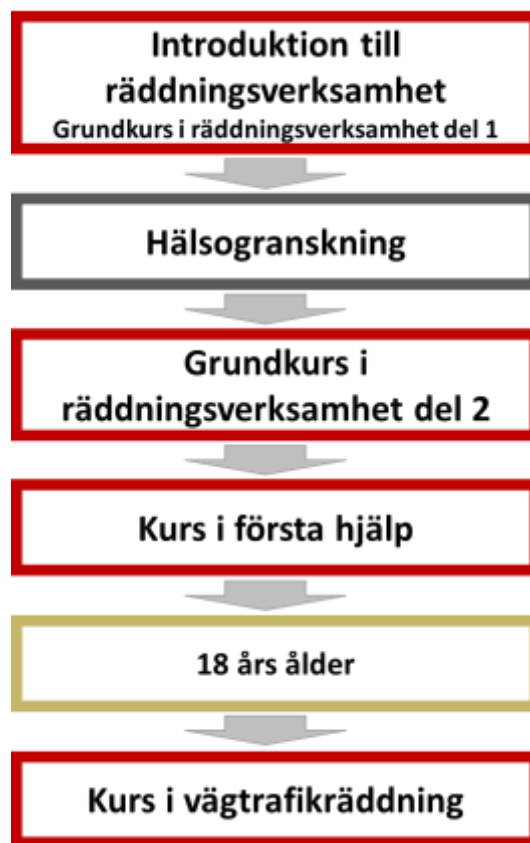 Introduktion till
räddningsverksamhet
Grundkurs i räddningsverksamhet del 1
Hälsogranskning
Grundkurs i
räddningsverksamhet del 2
Kurs i första hjälp
18 års ålder
Kurs i vägtrafikräddning